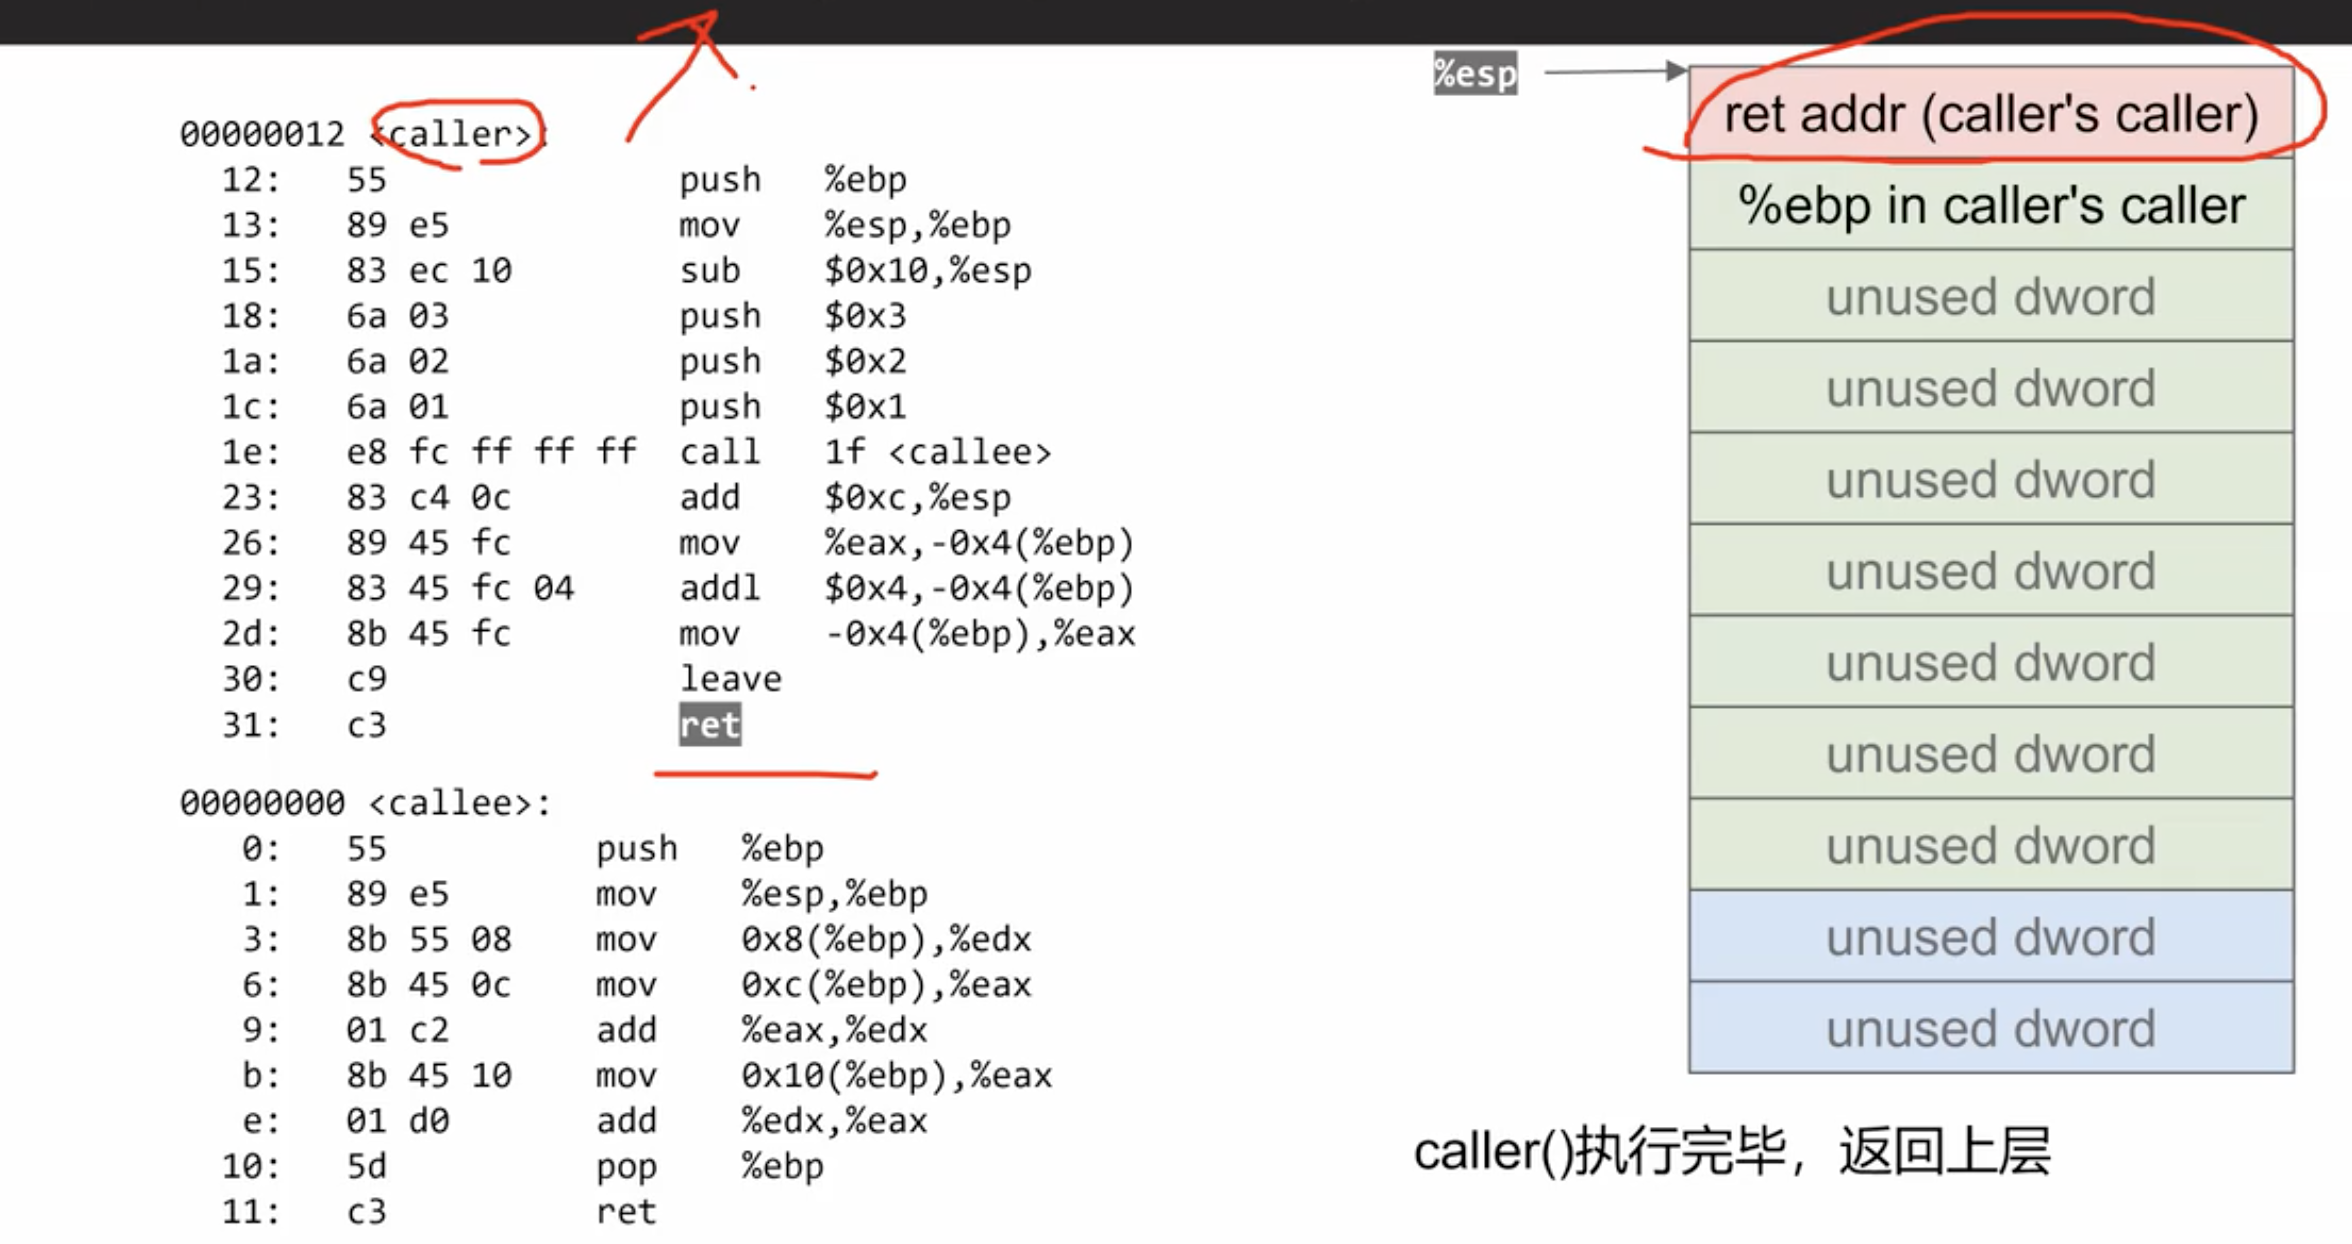 00000012 <caller>:
12: 55 push %ebp
13: 89 e5 mov %esp,%ebp
15: 83 ec 10 sub $0x10,%esp
18: 6a 03 push $0x3
1a: 6a 02 push $0x2
1c: 6a 01 push $0x1
1e: e8 fc ff ff ff call 1f <callee>
23: 83 c4 0c add $0xc,%esp
26: 89 45 fc mov %eax,-0x4(%ebp)
29: 83 45 fc 04 addl $0x4,-0x4(%ebp)
2d: 8b 45 fc mov -0x4(%ebp),%eax
30: c9 leave
31: c3 ret
00000000 <callee>:
0: 55 push %ebp
1: 89 e5 mov %esp,%ebp
3: 8b 55 08 mov 0x8(%ebp),%edx
6: 8b 45 0c mov 0xc(%ebp),%eax
9: 01 c2 add %eax,%edx
b: 8b 45 10 mov 0x10(%ebp),%eax
e: 01 d0 add %edx,%eax
10: 5d pop %ebp
11: c3 ret
%esp
ret addr (caller's caller)
%ebp in caller's caller
unused dword
unused dword
unused dword
unused dword
unused dword
unused dword
unused dword
unused dword
unused dword
caller()执行完毕，返回上层